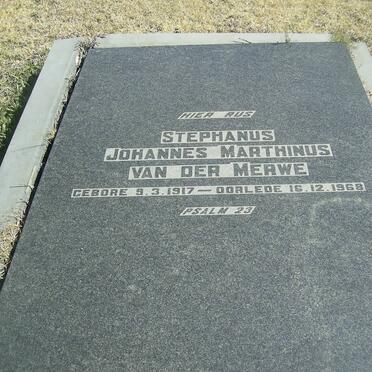 HIER RUS
STEPHANUS
JOHANNES MARTHINUS
VAN DER MERWE
GEBORE 9.3.1917 — OORLEDE 16.12.1968
PSALM 23